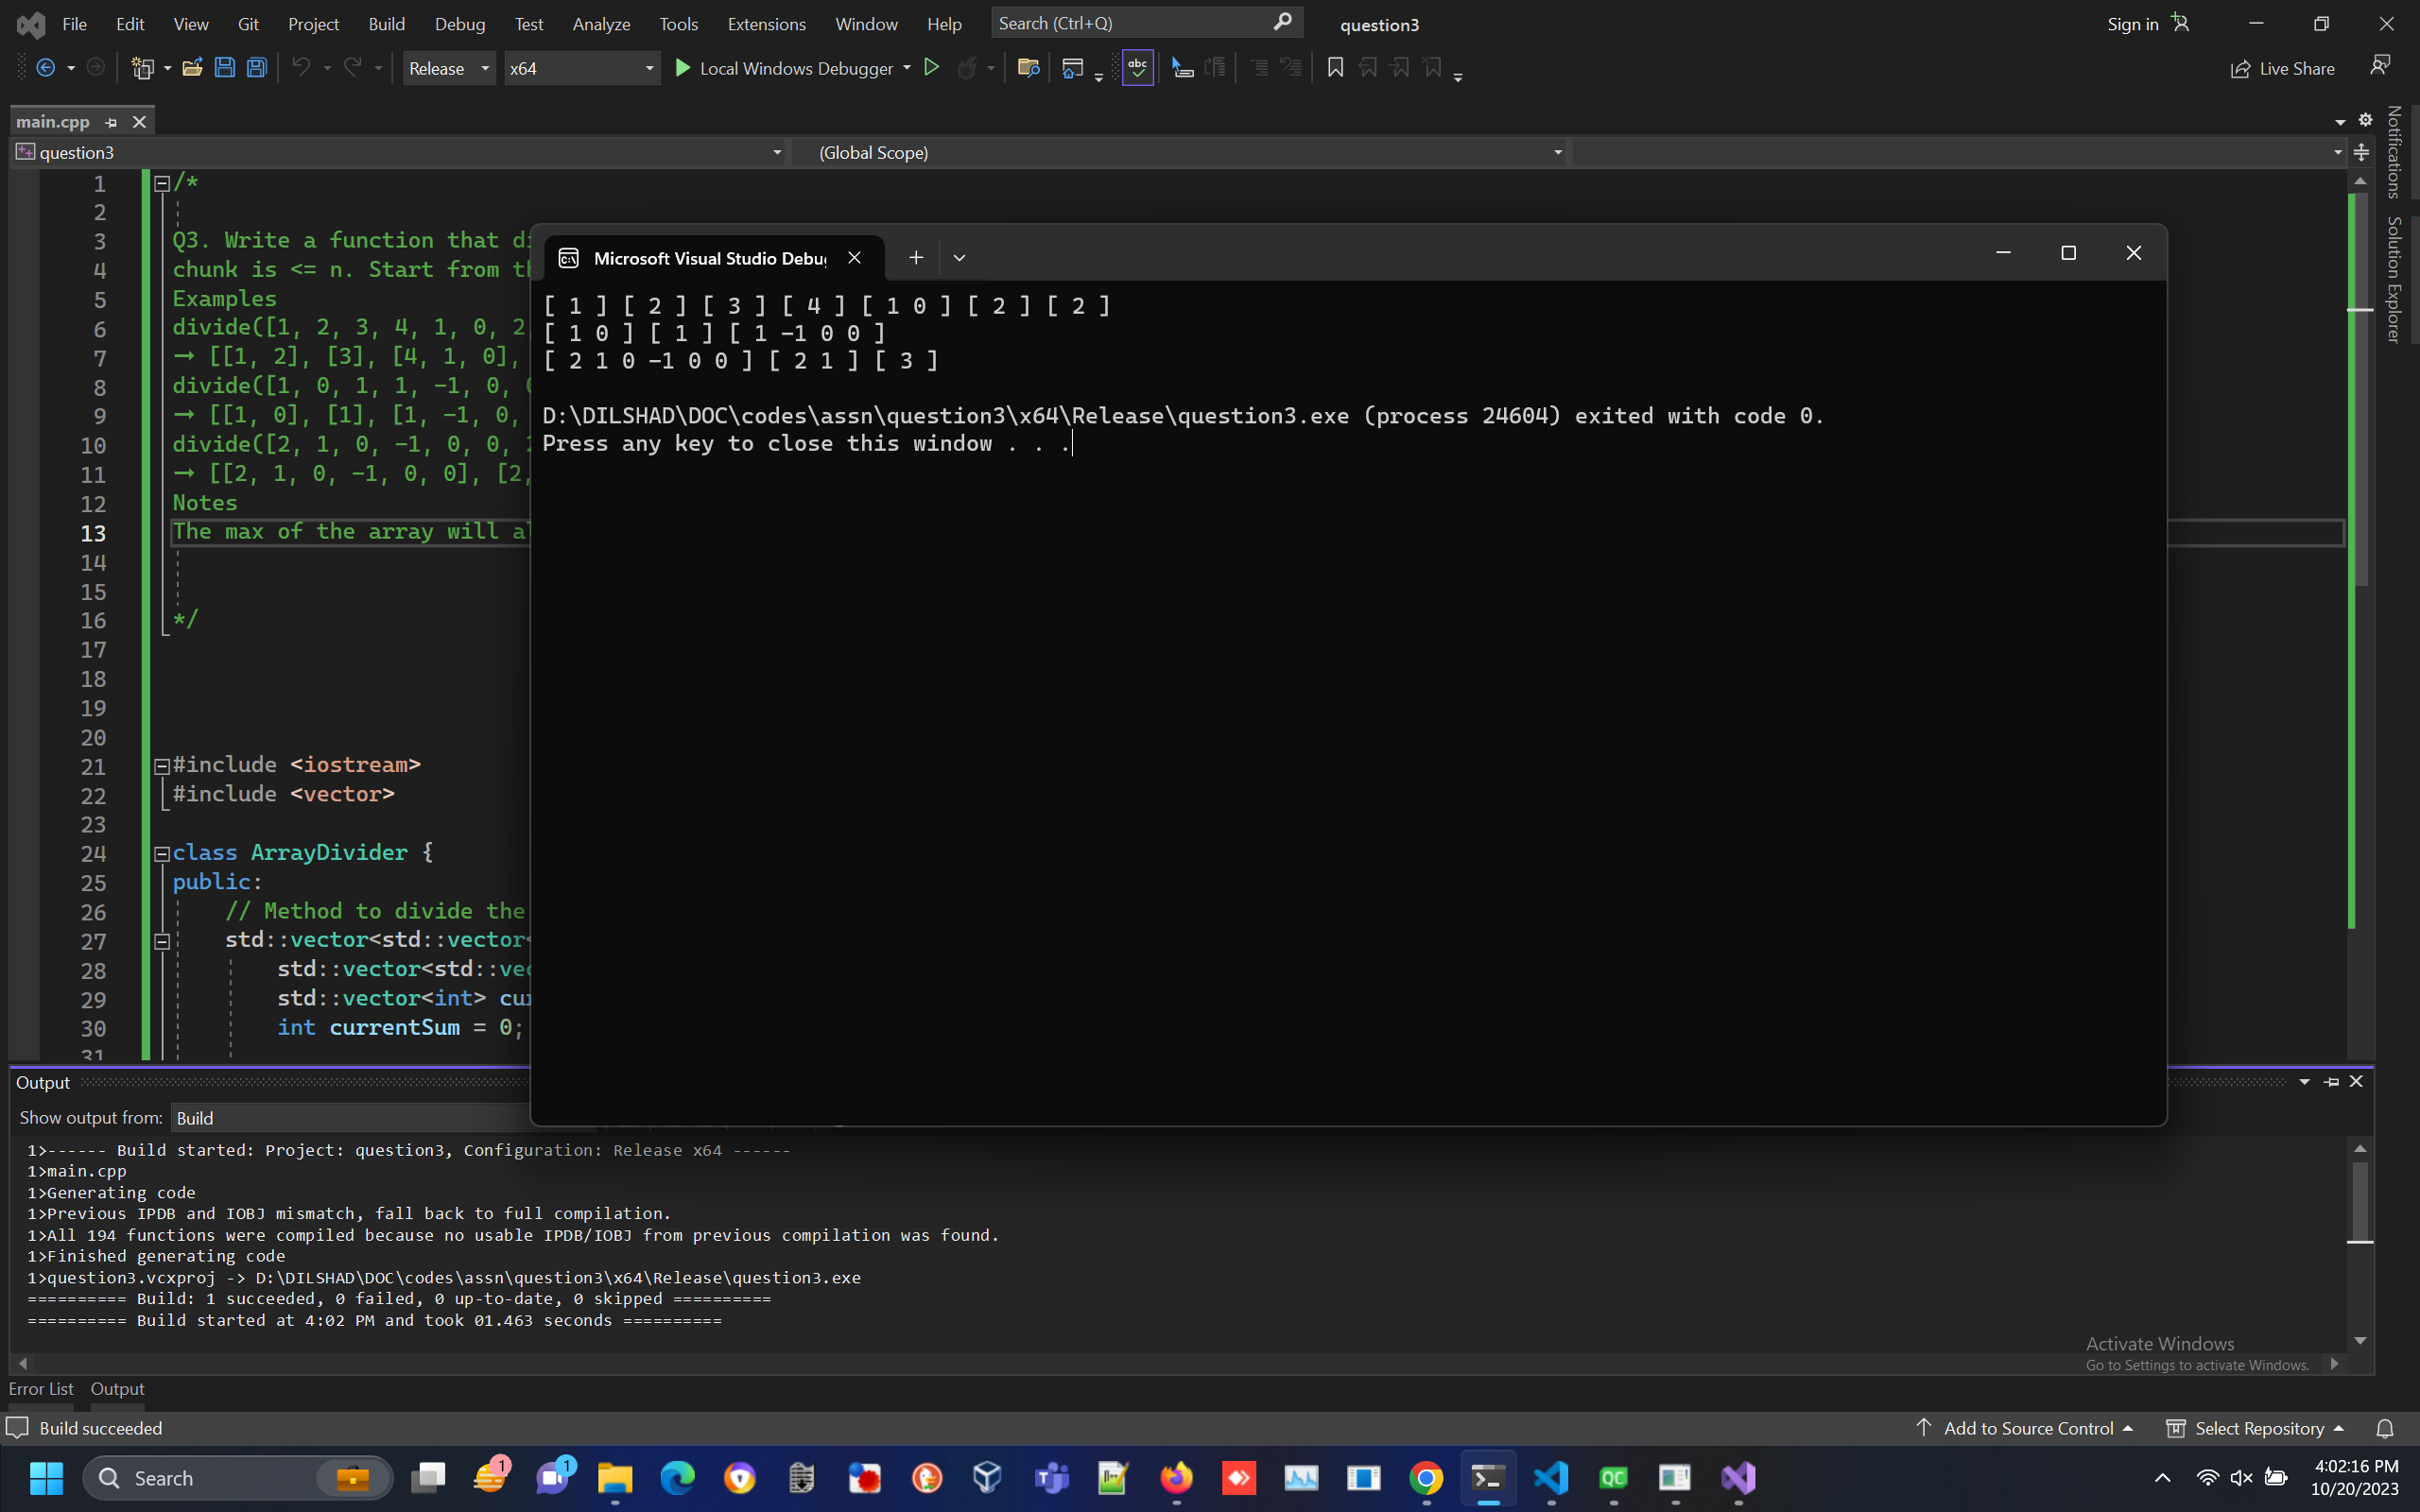 File Edit View Git Project Build Debug Test Analyze Tools Extensions Window Help Search (Ctrl+Q) question3 Sign in
Release x64 Local Windows Debugger Live Share
main.cpp
question3 (Global Scope)
Notifications
Solution Explorer
1 /*
2
3 Q3. Write a function that
4 chunk is <= n. Start from
5 Examples
6 divide([1, 2, 3, 4, 1, 0, 2
7 → [[1, 2], [3], [4, 1, 0],
8 divide([1, 0, 1, 1, -1, 0,
9 → [[1, 0], [1], [1, -1, 0,
10 divide([2, 1, 0, -1, 0, 0,
11 → [[2, 1, 0, -1, 0, 0], [2,
12 Notes
13 The max of the array will
14
15
16 */
17
18
19
20
21 #include <iostream>
22 #include <vector>
23
24 class ArrayDivider {
25 public:
26 // Method to divide the
27 std::vector<std::vector<
28 std::vector<std::vec
29 std::vector<int> cur
30 int currentSum = 0;
31
Microsoft Visual Studio Debu
[ 1 ] [ 2 ] [ 3 ] [ 4 ] [ 1 0 ] [ 2 ] [ 2 ]
[ 1 0 ] [ 1 ] [ 1 -1 0 0 ]
[ 2 1 0 -1 0 0 ] [ 2 1 ] [ 3 ]
D:\DILSHAD\DOC\codes\assn\question3\x64\Release\question3.exe (process 24604) exited with code 0.
Press any key to close this window . . .
Output
Show output from: Build
1>------ Build started: Project: question3, Configuration: Release x64 ------
1>main.cpp
1>Generating code
1>Previous IPDB and IOBJ mismatch, fall back to full compilation.
1>All 194 functions were compiled because no usable IPDB/IOBJ from previous compilation was found.
1>Finished generating code
1>question3.vcxproj -> D:\DILSHAD\DOC\codes\assn\question3\x64\Release\question3.exe
========== Build: 1 succeeded, 0 failed, 0 up-to-date, 0 skipped ==========
========== Build started at 4:02 PM and took 01.463 seconds ==========
Activate Windows
Go to Settings to activate Windows.
Error List Output
Build succeeded Add to Source Control Select Repository
Search 1 1 QC 4:02:16 PM
10/20/2023